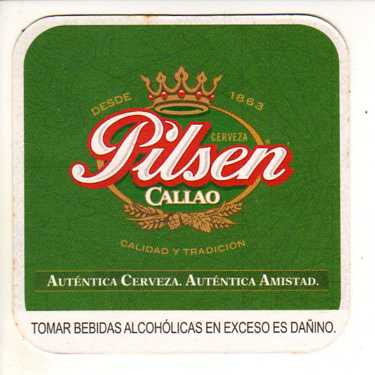 DESDE 1863
CERVEZA
Pilsen
CALLAO
CALIDAD Y TRADICIÓN
AUTÉNTICA CERVEZA. AUTÉNTICA AMISTAD.
TOMAR BEBIDAS ALCOHÓLICAS EN EXCESO ES DAÑINO.